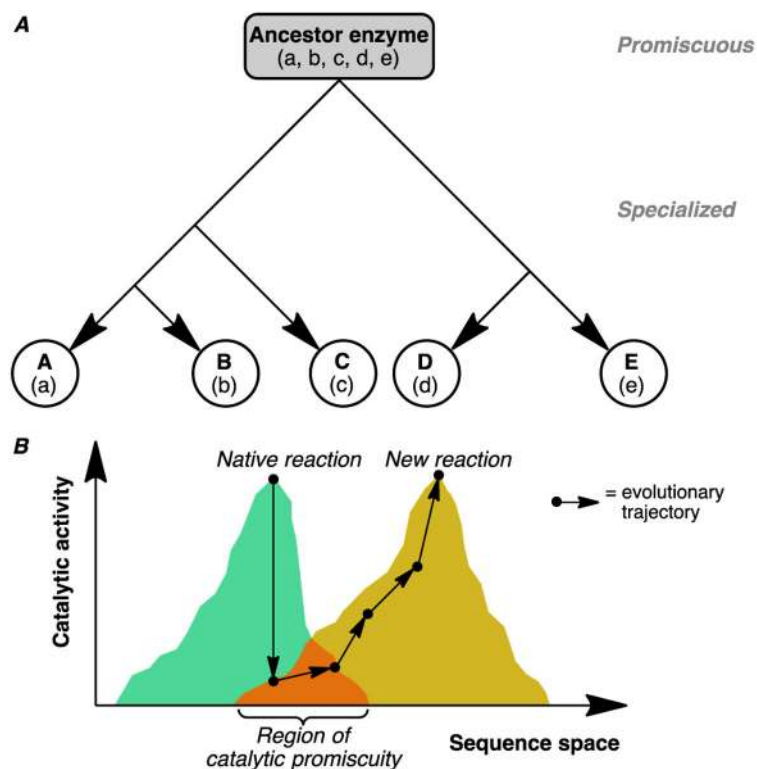 A
Ancestor enzyme
(a, b, c, d, e)
Promiscuous
Specialized
A
(a)
B
(b)
C
(c)
D
(d)
E
(e)
B
Native reaction
New reaction
= evolutionary
trajectory
Catalytic activity
Region of
catalytic promiscuity
Sequence space